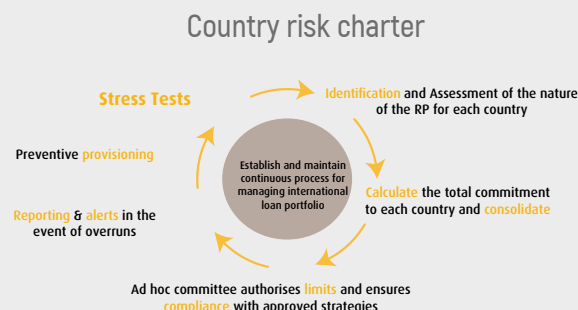 Country risk charter
Stress Tests
Identification and Assessment of the nature
of the RP for each country
Preventive provisioning
Establish and maintain
continuous process for
managing international
loan portfolio
Calculate the total commitment
to each country and consolidate
Reporting & alerts in the
event of overruns
Ad hoc committee authorises limits and ensures
compliance with approved strategies